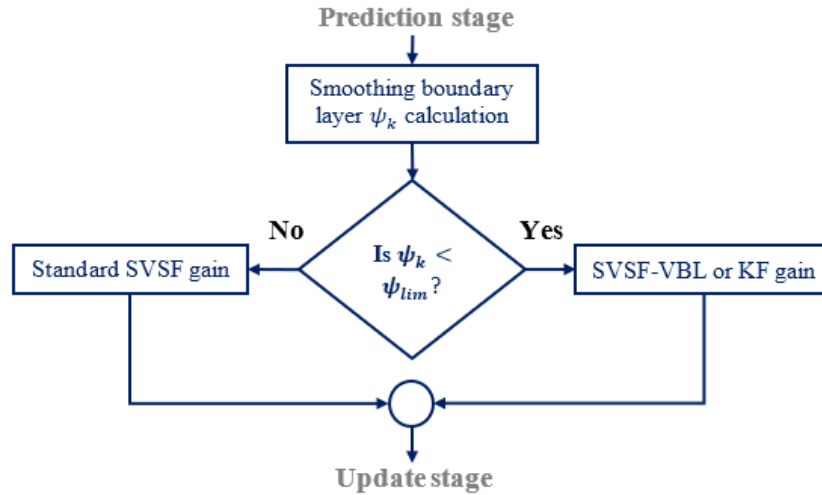 Prediction stage
Smoothing boundary
layer ψₖ calculation
No
Yes
Is ψₖ <
ψₗᵢₘ?
Standard SVSF gain
SVSF-VBL or KF gain
Update stage